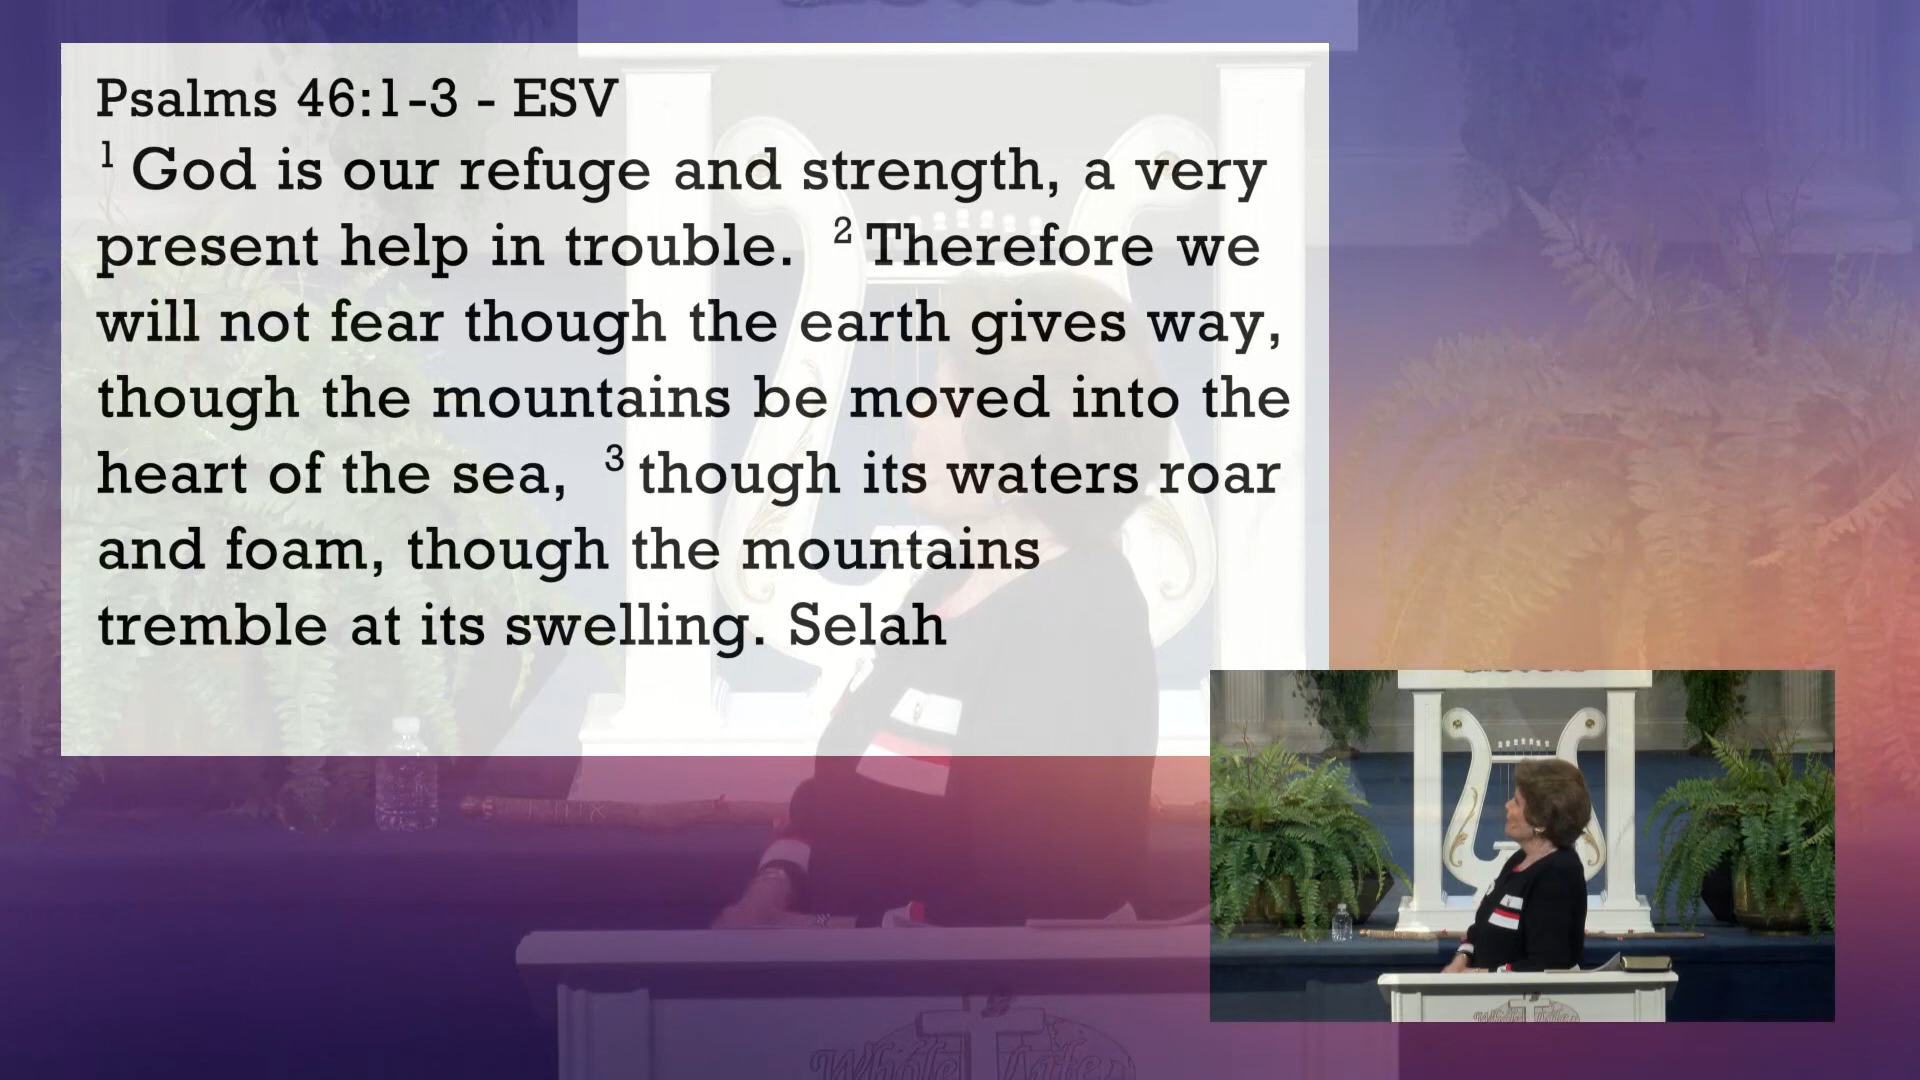 Psalms 46:1-3 - ESV
1 God is our refuge and strength, a very
present help in trouble. 2 Therefore we
will not fear though the earth gives way,
though the mountains be moved into the
heart of the sea, 3 though its waters roar
and foam, though the mountains
tremble at its swelling. Selah
Whole